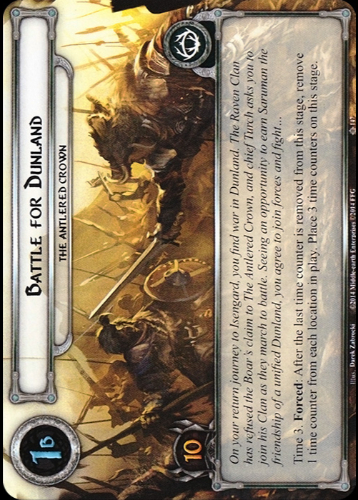 1B
BATTLE FOR DUNLAND
THE ANTLERED CROWN
10
On your return journey to Isengard, you find war in Dunland. The Raven Clan
has refused the Boar's claim to The Antlered Crown, and chief Turch asks you to
join his Clan as they march to battle. Seeing an opportunity to earn Saruman the
friendship of a unified Dunland, you agree to join forces and fight…
Time 3. Forced: After the last time counter is removed from this stage, remove
1 time counter from each location in play. Place 3 time counters on this stage.
Illus. Darek Zabrocki ©2014 Middle-earth Enterprises ©2014 FFG 147